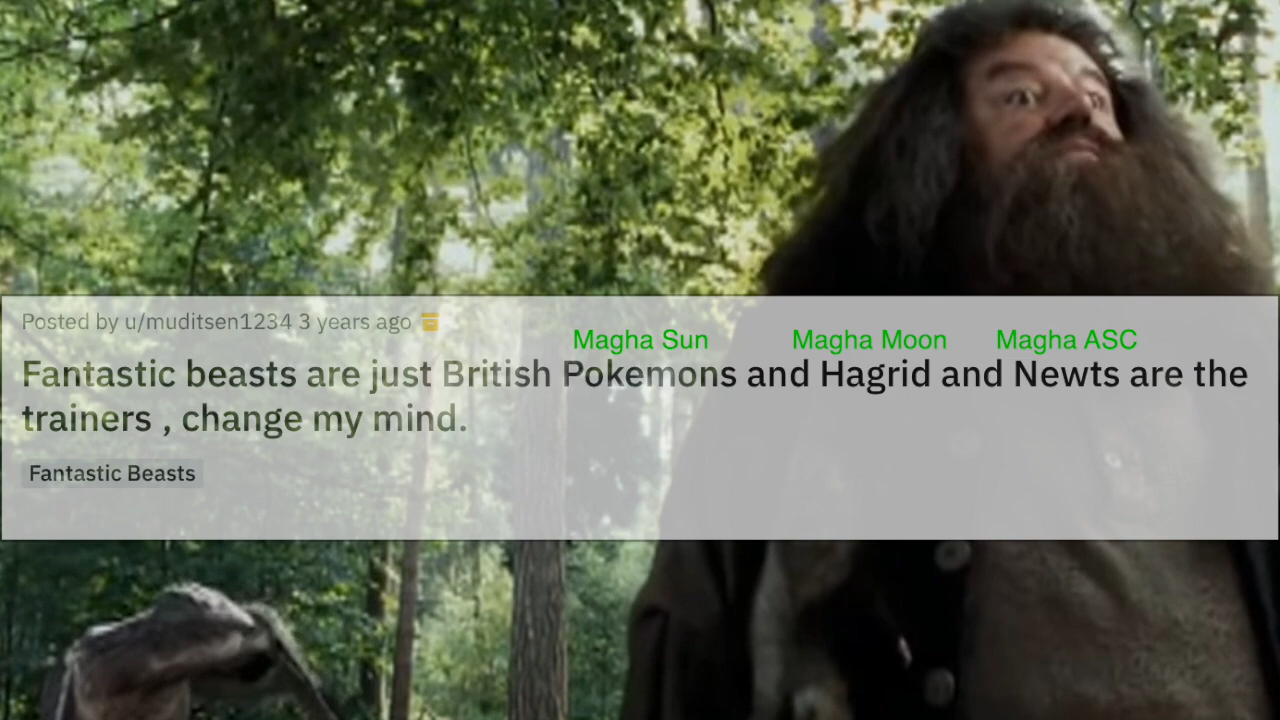 Posted by u/muditsen1234 3 years ago
Magha Sun Magha Moon Magha ASC
Fantastic beasts are just British Pokemons and Hagrid and Newts are the
trainers , change my mind.
Fantastic Beasts